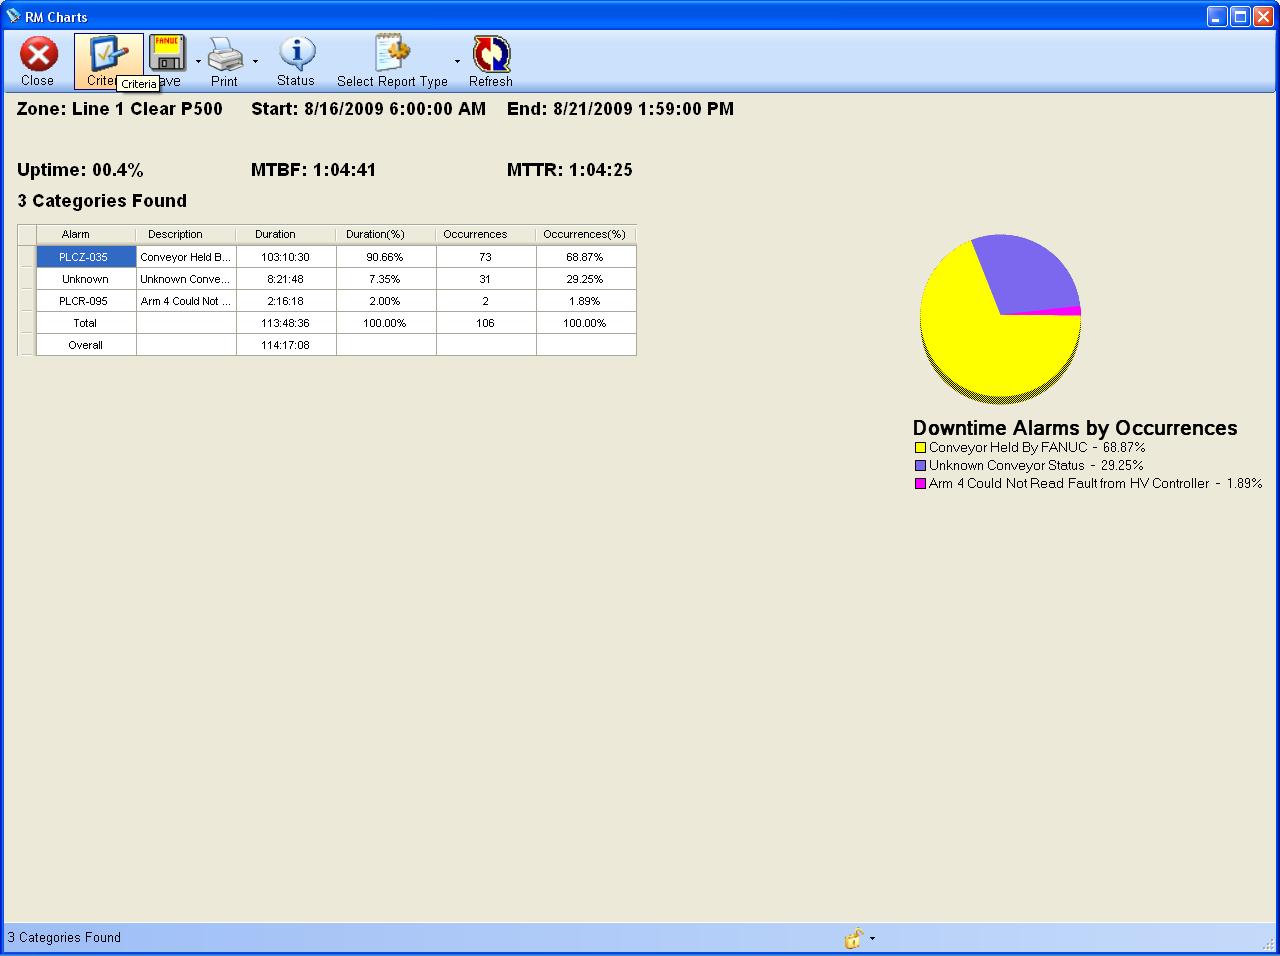 RM Charts
Close Criter Save Print Status Select Report Type Refresh
FANUC
Criteria
Zone: Line 1 Clear P500 Start: 8/16/2009 6:00:00 AM End: 8/21/2009 1:59:00 PM
Uptime: 00.4% MTBF: 1:04:41 MTTR: 1:04:25
3 Categories Found
Alarm Description Duration Duration(%) Occurrences Occurrences(%)
PLCZ-035 Conveyor Held B... 103:10:30 90.66% 73 68.87%
Unknown Unknown Conve... 8:21:48 7.35% 31 29.25%
PLCR-095 Arm 4 Could Not ... 2:16:18 2.00% 2 1.89%
Total 113:48:36 100.00% 106 100.00%
Overall 114:17:08
Downtime Alarms by Occurrences
Conveyor Held By FANUC - 68.87%
Unknown Conveyor Status - 29.25%
Arm 4 Could Not Read Fault from HV Controller - 1.89%
3 Categories Found